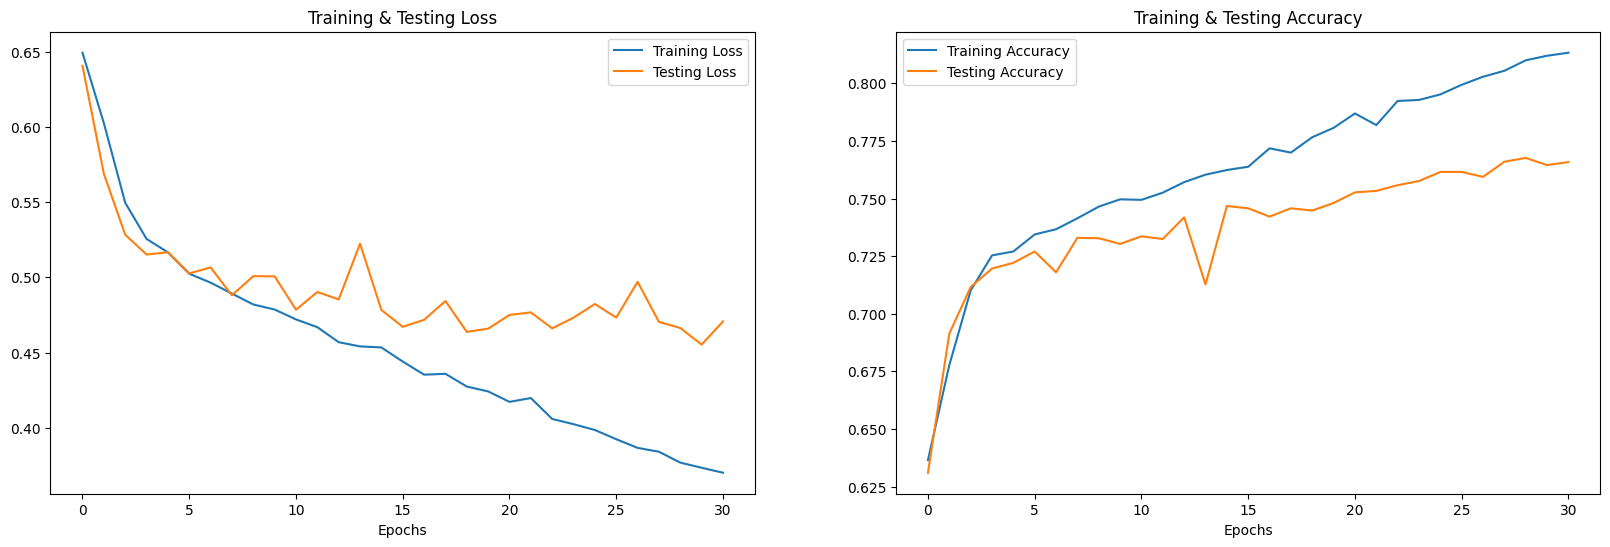 Training & Testing Loss
0.65
0.60
0.55
0.50
0.45
0.40
Training Loss
Testing Loss
0 5 10 15 20 25 30
Epochs
Training & Testing Accuracy
Training Accuracy
Testing Accuracy
0.800
0.775
0.750
0.725
0.700
0.675
0.650
0.625
0 5 10 15 20 25 30
Epochs